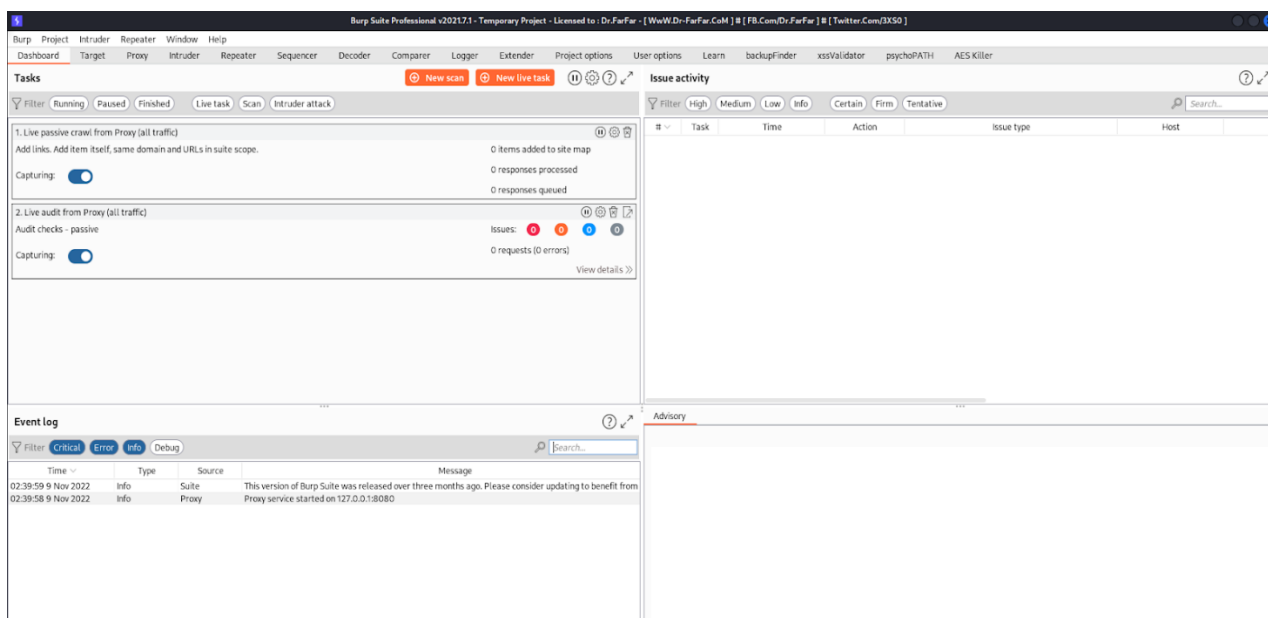 Burp Suite Professional v2021.7.1 - Temporary Project - Licensed to : Dr.FarFar - [ WwW.Dr-FarFar.CoM ] # [ FB.Com/Dr.FarFar ] # [ Twitter.Com/3XS0 ]
Burp Project Intruder Repeater Window Help
Dashboard Target Proxy Intruder Repeater Sequencer Decoder Comparer Logger Extender Project options User options Learn backupFinder xssValidator psychoPATH AES Killer
Tasks
New scan New live task
Filter Running Paused Finished Live task Scan Intruder attack
1. Live passive crawl from Proxy (all traffic)
Add links. Add item itself, same domain and URLs in suite scope.
0 items added to site map
Capturing:
0 responses processed
0 responses queued
2. Live audit from Proxy (all traffic)
Audit checks - passive
Issues: 0 0 0 0
Capturing:
0 requests (0 errors)
View details
Issue activity
Filter High Medium Low Info Certain Firm Tentative Search...
# Task Time Action Issue type Host
Event log
Filter Critical Error Info Debug Search...
Time Type Source Message
02:39:59 9 Nov 2022 Info Suite This version of Burp Suite was released over three months ago. Please consider updating to benefit from
02:39:58 9 Nov 2022 Info Proxy Proxy service started on 127.0.0.1:8080
Advisory